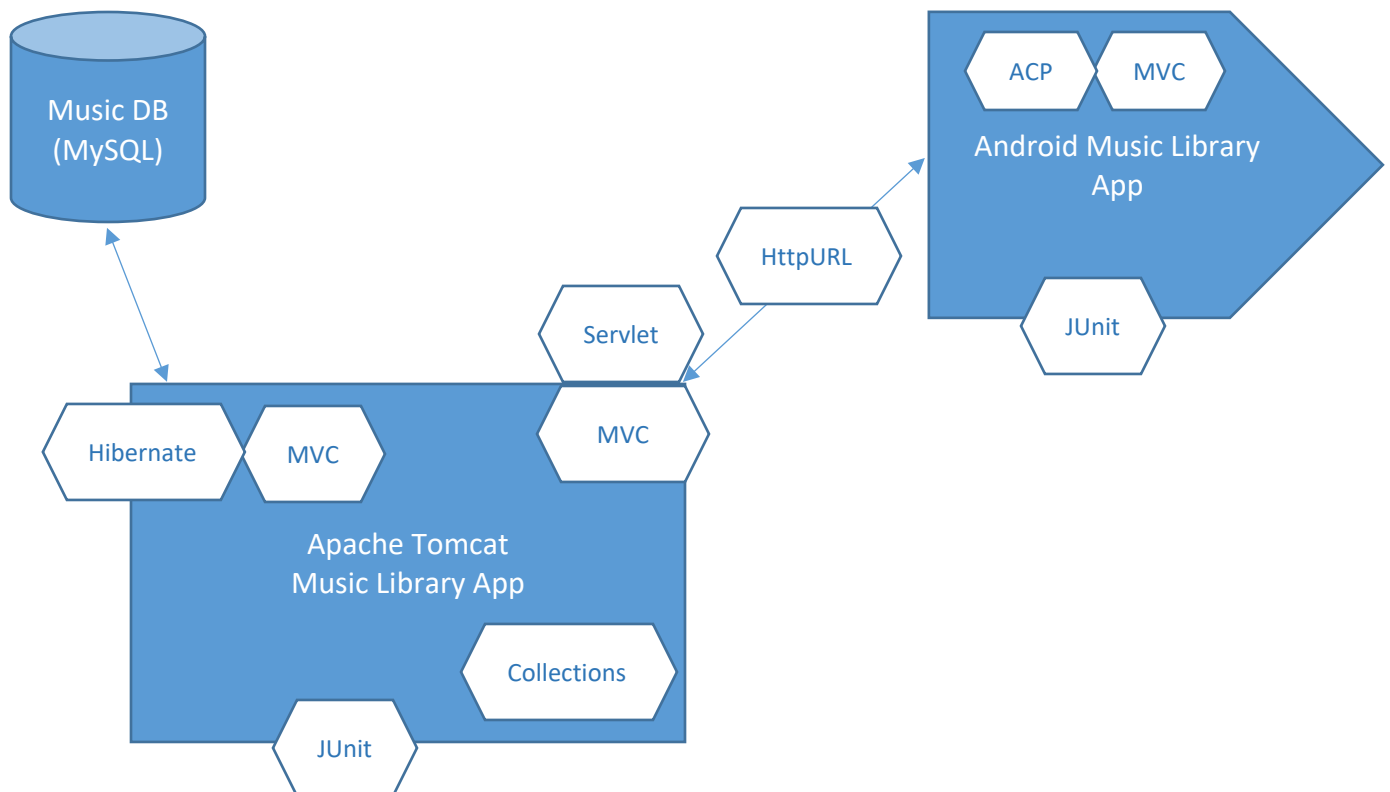 Music DB
(MySQL)
ACP
MVC
Android Music Library
App
HttpURL
JUnit
Servlet
MVC
Hibernate
MVC
Apache Tomcat
Music Library App
Collections
JUnit